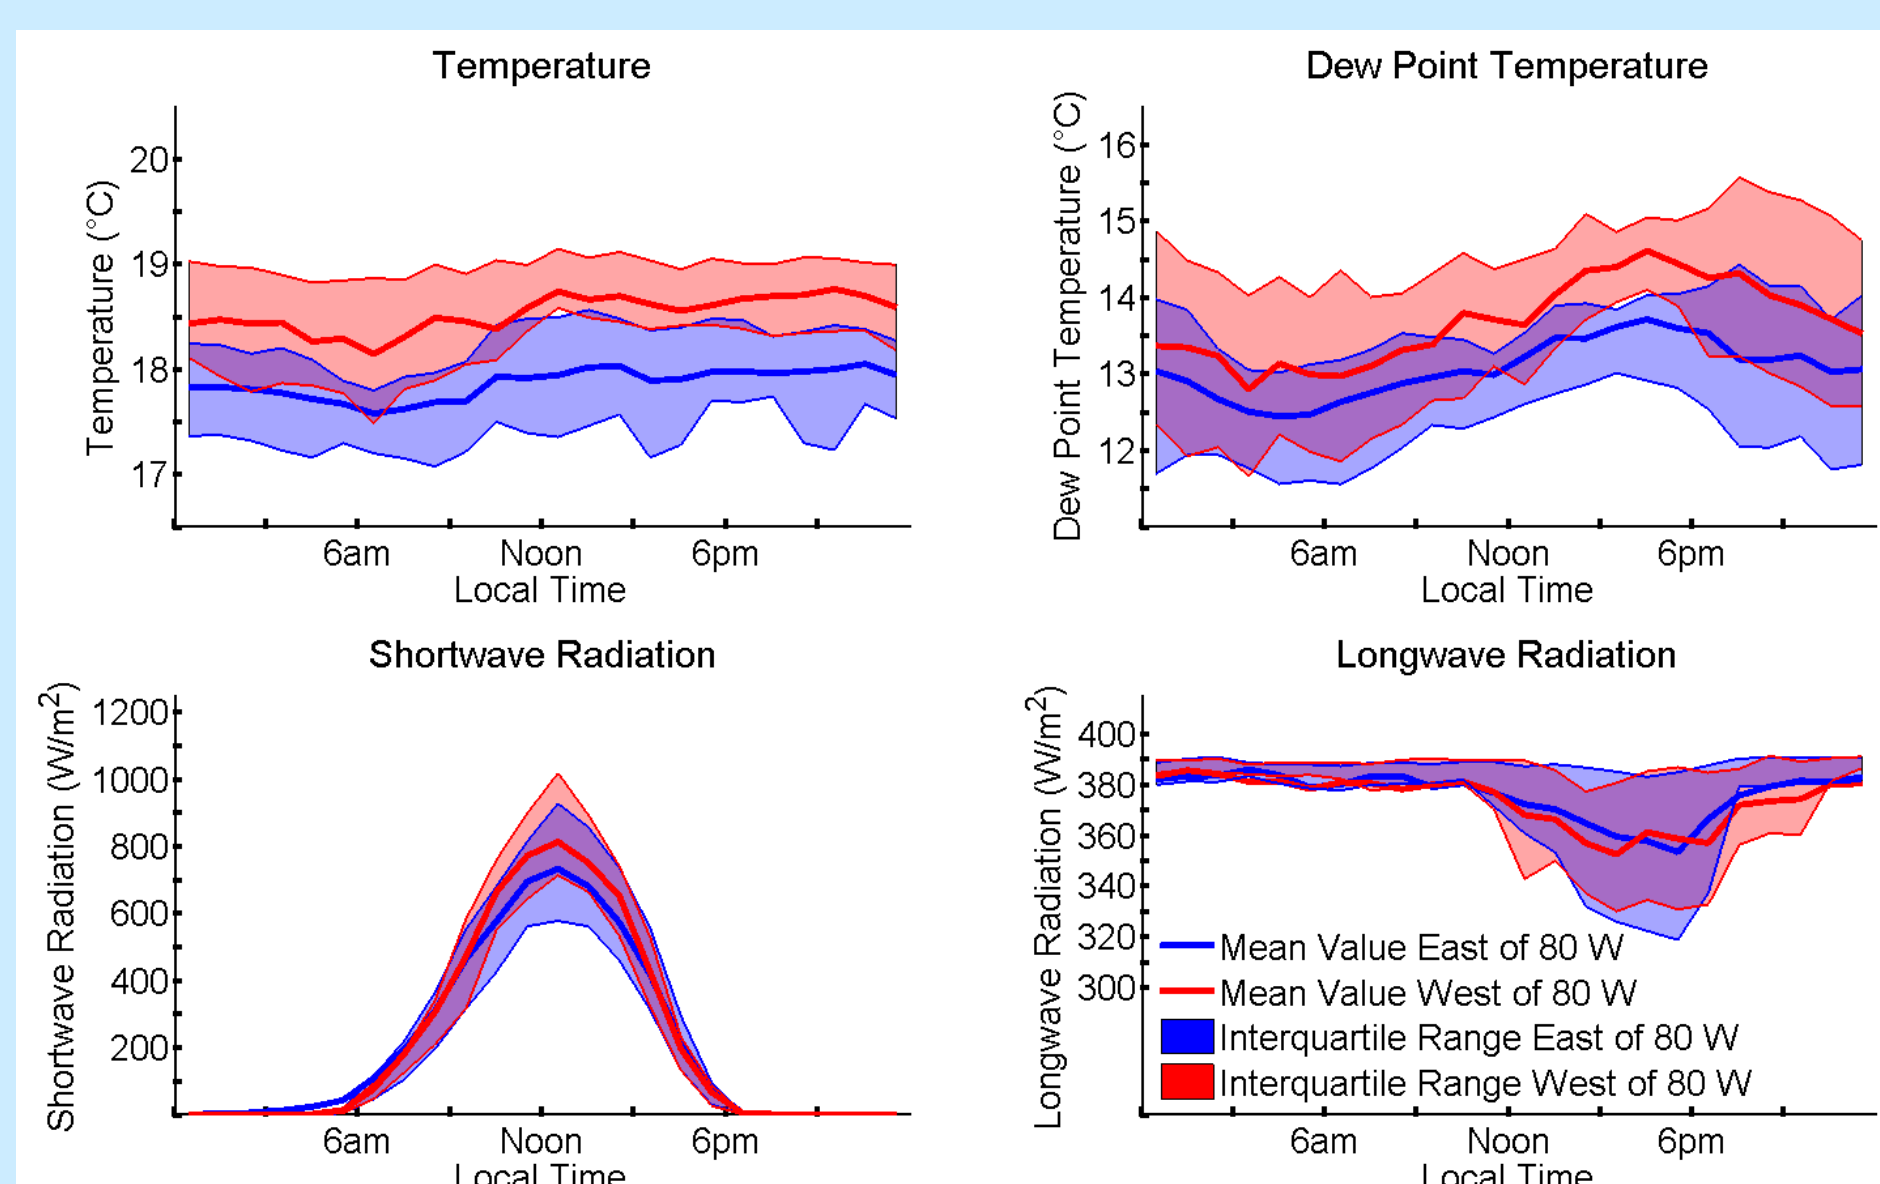 Temperature
Temperature (°C)
20
19
18
17
6am Noon 6pm
Local Time
Dew Point Temperature
Dew Point Temperature (°C)
16
15
14
13
12
6am Noon 6pm
Local Time
Shortwave Radiation
Shortwave Radiation (W/m²)
1200
1000
800
600
400
200
6am Noon 6pm
Local Time
Longwave Radiation
Longwave Radiation (W/m²)
400
380
360
340
320
300
Mean Value East of 80 W
Mean Value West of 80 W
Interquartile Range East of 80 W
Interquartile Range West of 80 W
6am Noon 6pm
Local Time